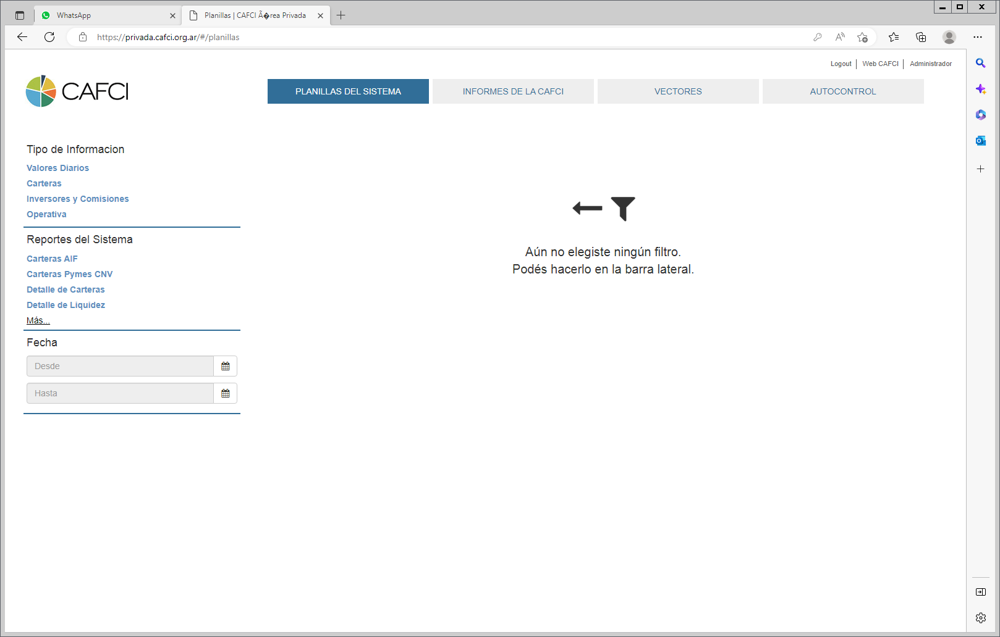 WhatsApp
Planillas | CAFCI Ã�rea Privada
https://privada.cafci.org.ar/#/planillas
Logout
Web CAFCI
Administrador
CAFCI
PLANILLAS DEL SISTEMA
INFORMES DE LA CAFCI
VECTORES
AUTOCONTROL
Tipo de Informacion
Valores Diarios
Carteras
Inversores y Comisiones
Operativa
Reportes del Sistema
Carteras AIF
Carteras Pymes CNV
Detalle de Carteras
Detalle de Liquidez
Más...
Fecha
Desde
Hasta
Aún no elegiste ningún filtro.
Podés hacerlo en la barra lateral.